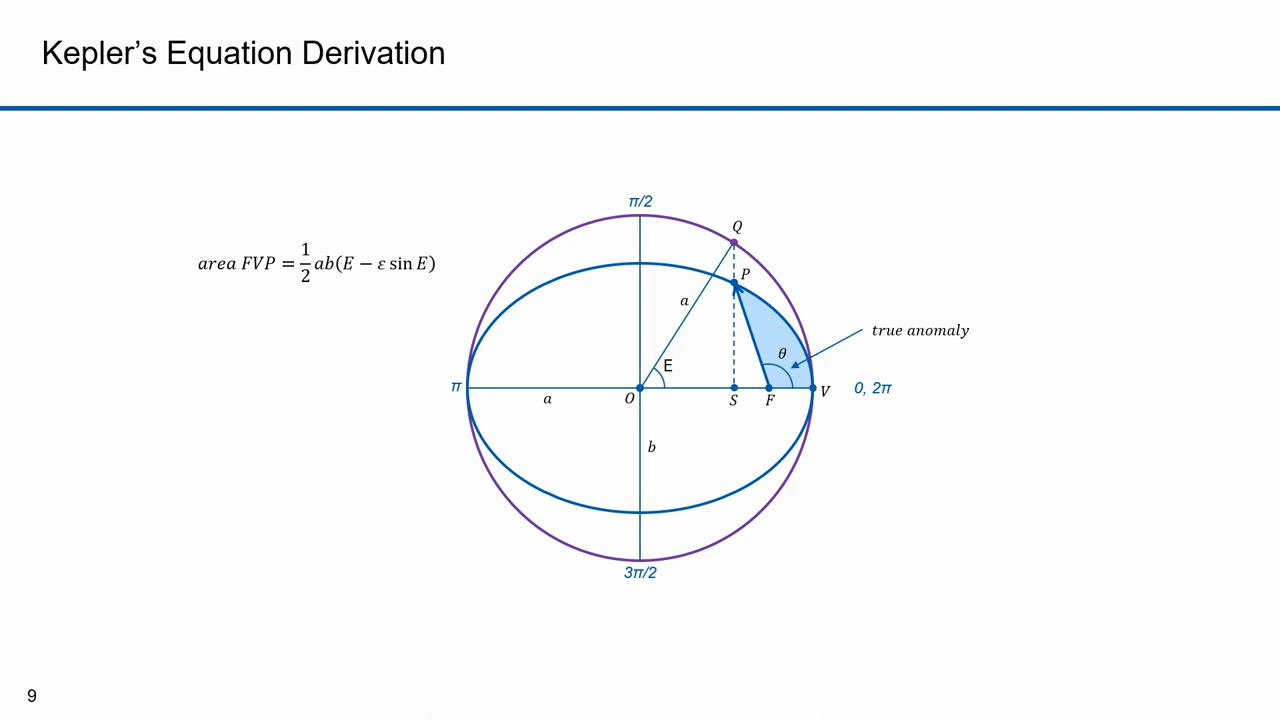 Kepler's Equation Derivation
π/2
Q
area FVP = 1/2 ab(E − ε sin E)
P
a
true anomaly
θ
E
π
0, 2π
V
a
O
S
F
b
3π/2
9